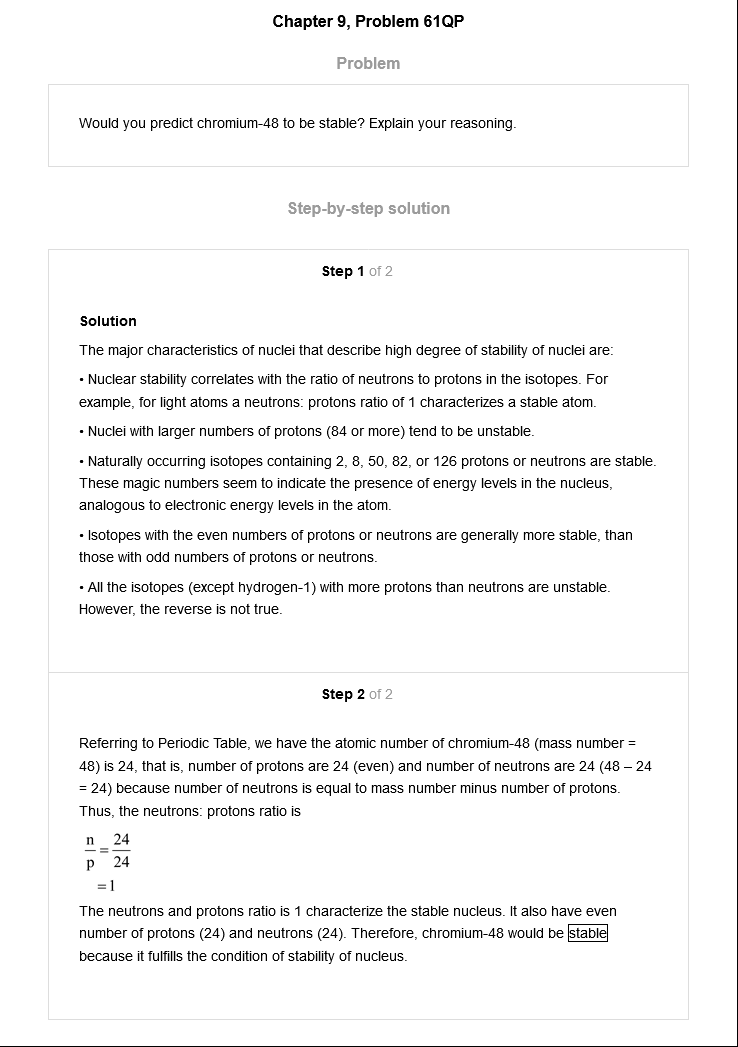 Chapter 9, Problem 61QP
Problem
Would you predict chromium-48 to be stable? Explain your reasoning.
Step-by-step solution
Step 1 of 2
Solution
The major characteristics of nuclei that describe high degree of stability of nuclei are:
• Nuclear stability correlates with the ratio of neutrons to protons in the isotopes. For
example, for light atoms a neutrons: protons ratio of 1 characterizes a stable atom.
• Nuclei with larger numbers of protons (84 or more) tend to be unstable.
• Naturally occurring isotopes containing 2, 8, 50, 82, or 126 protons or neutrons are stable.
These magic numbers seem to indicate the presence of energy levels in the nucleus,
analogous to electronic energy levels in the atom.
• Isotopes with the even numbers of protons or neutrons are generally more stable, than
those with odd numbers of protons or neutrons.
• All the isotopes (except hydrogen-1) with more protons than neutrons are unstable.
However, the reverse is not true.
Step 2 of 2
Referring to Periodic Table, we have the atomic number of chromium-48 (mass number =
48) is 24, that is, number of protons are 24 (even) and number of neutrons are 24 (48 – 24
= 24) because number of neutrons is equal to mass number minus number of protons.
Thus, the neutrons: protons ratio is
n/p = 24/24
= 1
The neutrons and protons ratio is 1 characterize the stable nucleus. It also have even
number of protons (24) and neutrons (24). Therefore, chromium-48 would be stable
because it fulfills the condition of stability of nucleus.